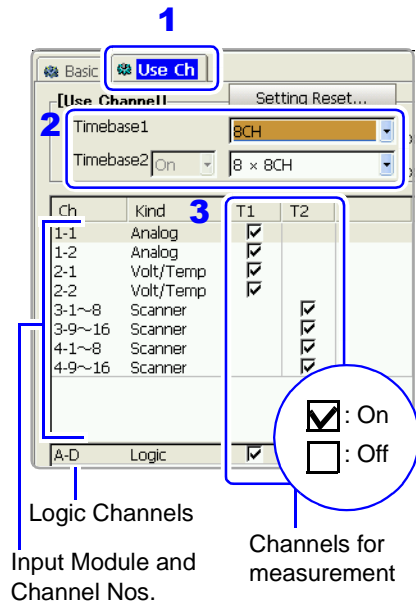 1
Basic
Use Ch
[Use Channel]
Setting Reset...
2
Timebase1
8CH
Timebase2
On
8 × 8CH
3
Ch Kind T1 T2
1-1 Analog
1-2 Analog
2-1 Volt/Temp
2-2 Volt/Temp
3-1~8 Scanner
3-9~16 Scanner
4-1~8 Scanner
4-9~16 Scanner
A-D Logic
: On
: Off
Logic Channels
Input Module and
Channel Nos.
Channels for
measurement